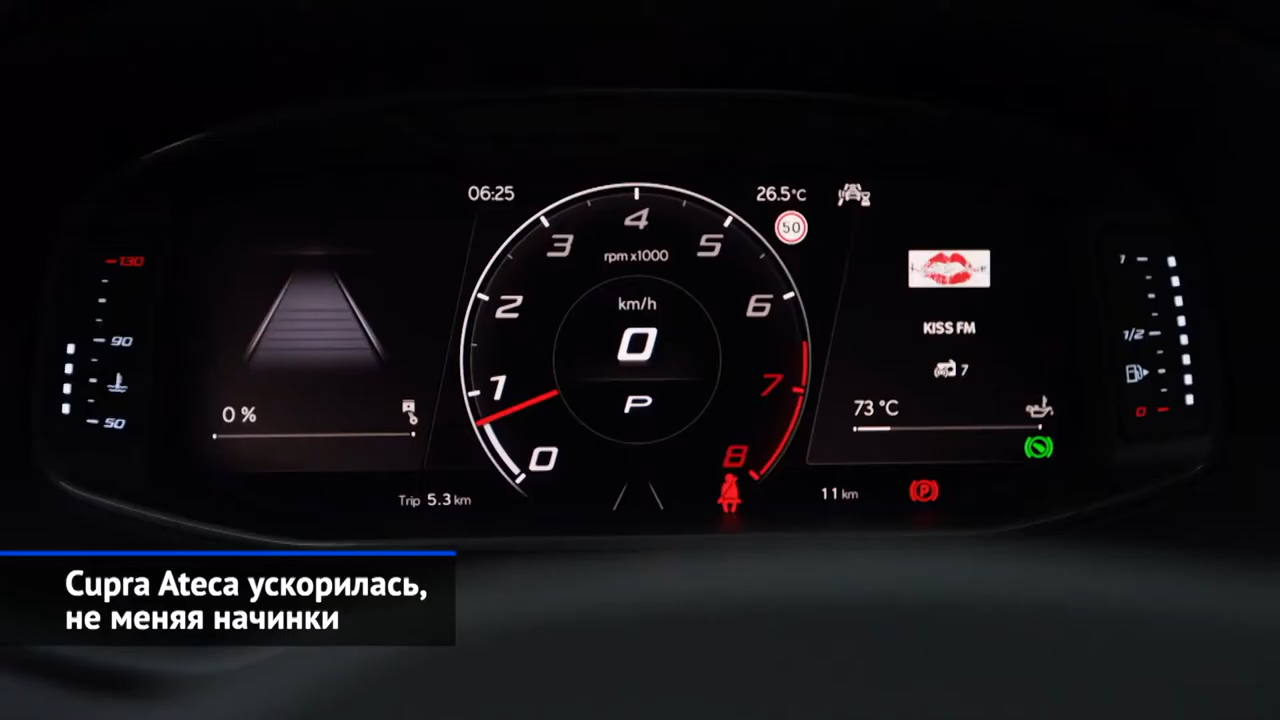 06:25
26.5°C
50
130
90
50
0 %
Trip 5.3 km
0
1
2
3
4
5
6
7
8
rpm x1000
km/h
0
P
KISS FM
7
73 °C
11 km
P
1
1/2
0
Cupra Ateca ускорилась,
не меняя начинки